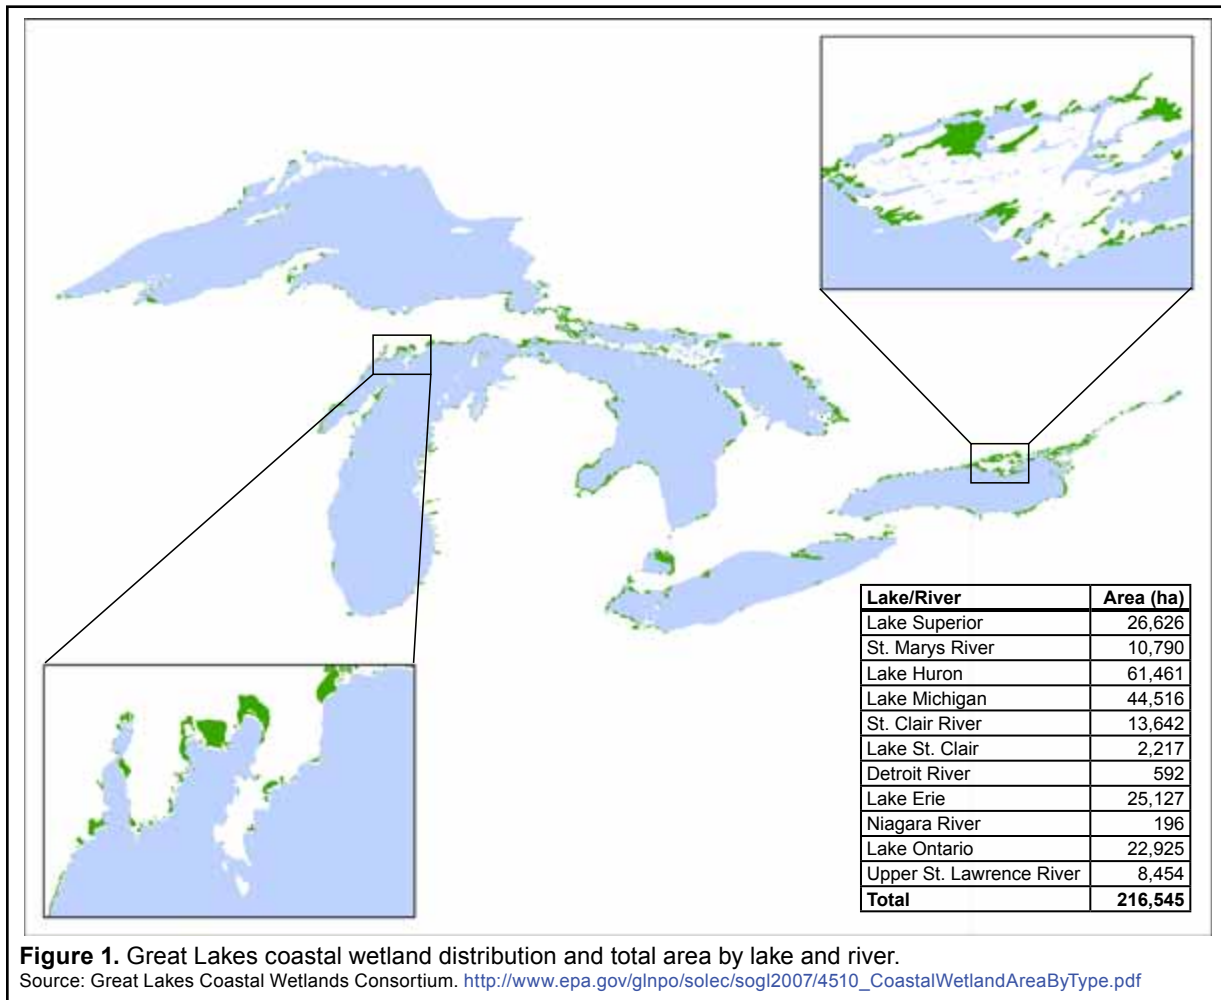 Lake/River Area (ha)
Lake Superior 26,626
St. Marys River 10,790
Lake Huron 61,461
Lake Michigan 44,516
St. Clair River 13,642
Lake St. Clair 2,217
Detroit River 592
Lake Erie 25,127
Niagara River 196
Lake Ontario 22,925
Upper St. Lawrence River 8,454
Total 216,545
Figure 1. Great Lakes coastal wetland distribution and total area by lake and river.
Source: Great Lakes Coastal Wetlands Consortium. http://www.epa.gov/glnpo/solec/sogl2007/4510_CoastalWetlandAreaByType.pdf